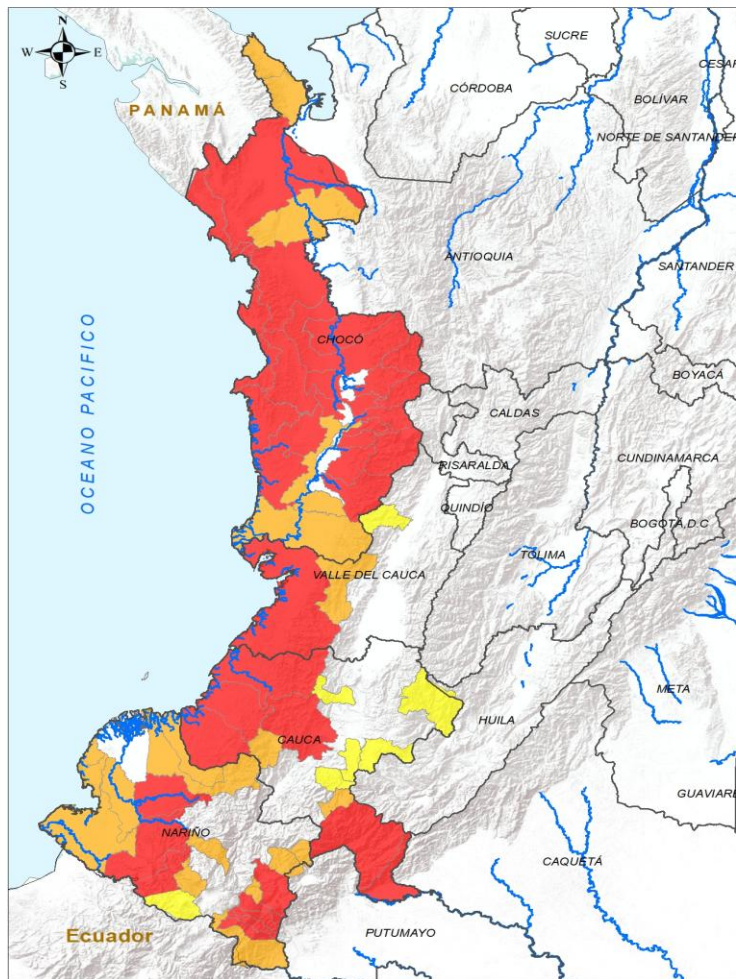 N
W E
S
SUCRE
CESAR
CÓRDOBA
BOLÍVAR
PANAMÁ
NORTE DE SANTANDER
ANTIOQUIA
SANTANDER
OCEANO PACIFICO
CHOCÓ
BOYACÁ
CALDAS
CUNDINAMARCA
RISARALDA
QUINDÍO
BOGOTÁ, D.C
TOLIMA
VALLE DEL CAUCA
META
HUILA
CAUCA
GUAVIARE
NARIÑO
CAQUETÁ
Ecuador
PUTUMAYO